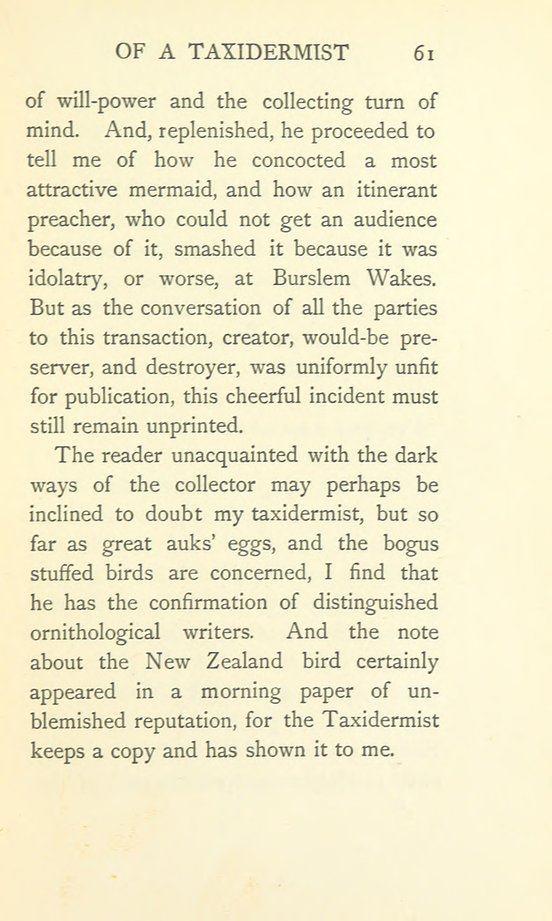 OF A TAXIDERMIST 61
of will-power and the collecting turn of
mind. And, replenished, he proceeded to
tell me of how he concocted a most
attractive mermaid, and how an itinerant
preacher, who could not get an audience
because of it, smashed it because it was
idolatry, or worse, at Burslem Wakes.
But as the conversation of all the parties
to this transaction, creator, would-be pre-
server, and destroyer, was uniformly unfit
for publication, this cheerful incident must
still remain unprinted.
The reader unacquainted with the dark
ways of the collector may perhaps be
inclined to doubt my taxidermist, but so
far as great auks’ eggs, and the bogus
stuffed birds are concerned, I find that
he has the confirmation of distinguished
ornithological writers. And the note
about the New Zealand bird certainly
appeared in a morning paper of un-
blemished reputation, for the Taxidermist
keeps a copy and has shown it to me.